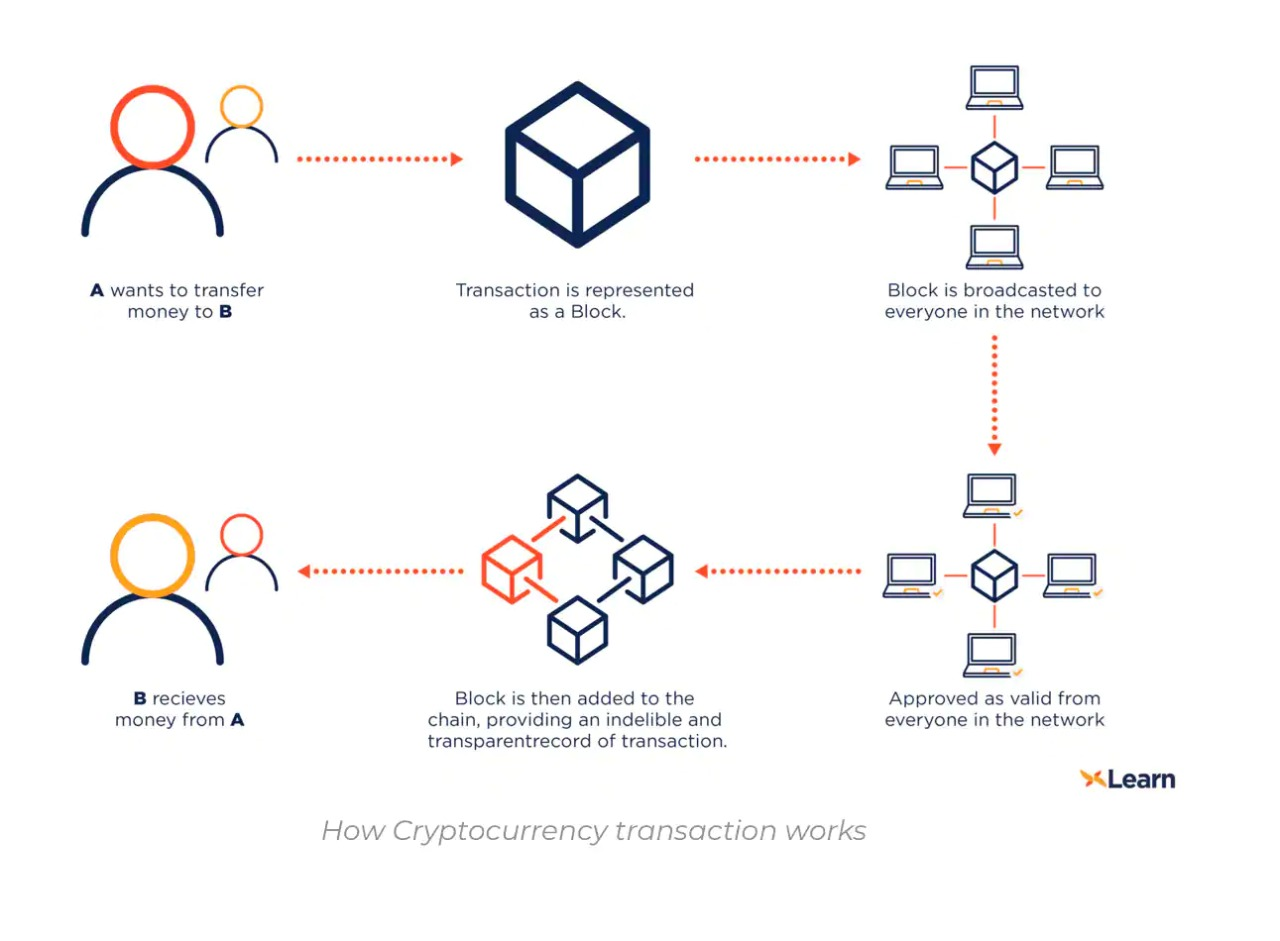 A wants to transfer
money to B
Transaction is represented
as a Block.
Block is broadcasted to
everyone in the network
B recieves
money from A
Block is then added to the
chain, providing an indelible and
transparentrecord of transaction.
Approved as valid from
everyone in the network
Learn
How Cryptocurrency transaction works